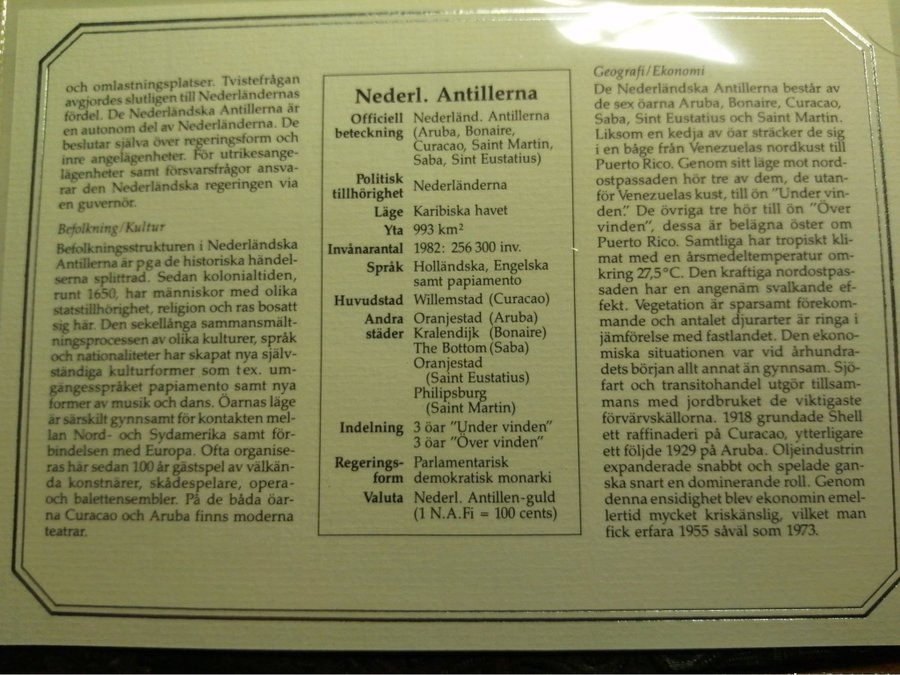 och omlastningsplatser. Tvistefrågan
avgjordes slutligen till Nederländernas
fördel. De Nederländska Antillerna är
en autonom del av Nederländerna. De
beslutar själva över regeringsform och
inre angelägenheter. För utrikesange-
lägenheter samt försvarsfrågor ansva-
rar den Nederländska regeringen via
en guvernör.
Befolkning/Kultur
Befolkningsstrukturen i Nederländska
Antillerna är p g a de historiska händel-
serna splittrad. Sedan kolonialtiden,
runt 1650, har människor med olika
statstillhörighet, religion och ras bosatt
sig här. Den sekellånga sammansmält-
ningsprocessen av olika kulturer, språk
och nationaliteter har skapat nya själv-
ständiga kulturformer som t ex. um-
gängesspråket papiamento samt nya
former av musik och dans. Öarnas läge
är särskilt gynnsamt för kontakten mel-
lan Nord- och Sydamerika samt för-
bindelsen med Europa. Ofta organise-
ras här sedan 100 år gästspel av välkän-
da konstnärer, skådespelare, opera-
och balettensembler. På de båda öar-
na Curacao och Aruba finns moderna
teatrar.
Nederl. Antillerna
Officiell beteckning Nederländ. Antillerna
(Aruba, Bonaire,
Curacao, Saint Martin,
Saba, Sint Eustatius)
Politisk tillhörighet Nederländerna
Läge Karibiska havet
Yta 993 km²
Invånarantal 1982: 256 300 inv.
Språk Holländska, Engelska
samt papiamento
Huvudstad Willemstad (Curacao)
Andra städer Oranjestad (Aruba)
Kralendijk (Bonaire)
The Bottom (Saba)
Oranjestad
(Saint Eustatius)
Philipsburg
(Saint Martin)
Indelning 3 öar "Under vinden"
3 öar "Över vinden"
Regerings-form Parlamentarisk
demokratisk monarki
Valuta Nederl. Antillen-guld
(1 N.A.Fi = 100 cents)
Geografi/Ekonomi
De Nederländska Antillerna består av
de sex öarna Aruba, Bonaire, Curacao,
Saba, Sint Eustatius och Saint Martin.
Liksom en kedja av öar sträcker de sig
i en båge från Venezuelas nordkust till
Puerto Rico. Genom sitt läge mot nord-
ostpassaden hör tre av dem, de utan-
för Venezuelas kust, till ön "Under vin-
den." De övriga tre hör till ön "Över
vinden", dessa är belägna öster om
Puerto Rico. Samtliga har tropiskt kli-
mat med en årsmedeltemperatur om-
kring 27,5°C. Den kraftiga nordostpas-
saden har en angenäm svalkande ef-
fekt. Vegetation är sparsamt förekom-
mande och antalet djurarter är ringa i
jämförelse med fastlandet. Den ekono-
miska situationen var vid århundra-
dets början allt annat än gynnsam. Sjö-
fart och transitohandel utgör tillsam-
mans med jordbruket de viktigaste
förvärvskällorna. 1918 grundade Shell
ett raffinaderi på Curacao, ytterligare
ett följde 1929 på Aruba. Oljeindustrin
expanderade snabbt och spelade gan-
ska snart en dominerande roll. Genom
denna ensidighet blev ekonomin emel-
lertid mycket kriskänslig, vilket man
fick erfara 1955 såväl som 1973.